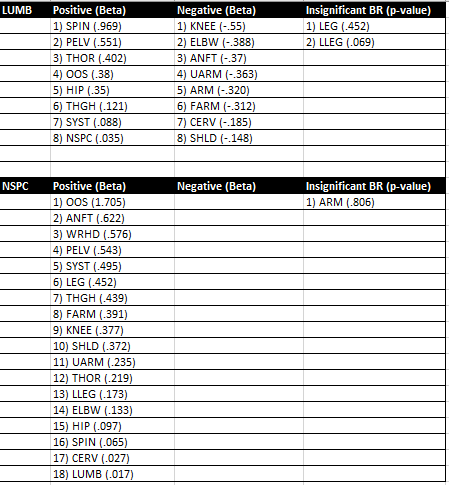 LUMB Positive (Beta) Negative (Beta) Insignificant BR (p-value)
1) SPIN (.969) 1) KNEE (-.55) 1) LEG (.452)
2) PELV (.551) 2) ELBW (-.388) 2) LLEG (.069)
3) THOR (.402) 3) ANFT (-.37)
4) OOS (.38) 4) UARM (-.363)
5) HIP (.35) 5) ARM (-.320)
6) THGH (.121) 6) FARM (-.312)
7) SYST (.088) 7) CERV (-.185)
8) NSPC (.035) 8) SHLD (-.148)
NSPC Positive (Beta) Negative (Beta) Insignificant BR (p-value)
1) OOS (1.705) 1) ARM (.806)
2) ANFT (.622)
3) WRHD (.576)
4) PELV (.543)
5) SYST (.495)
6) LEG (.452)
7) THGH (.439)
8) FARM (.391)
9) KNEE (.377)
10) SHLD (.372)
11) UARM (.235)
12) THOR (.219)
13) LLEG (.173)
14) ELBW (.133)
15) HIP (.097)
16) SPIN (.065)
17) CERV (.027)
18) LUMB (.017)